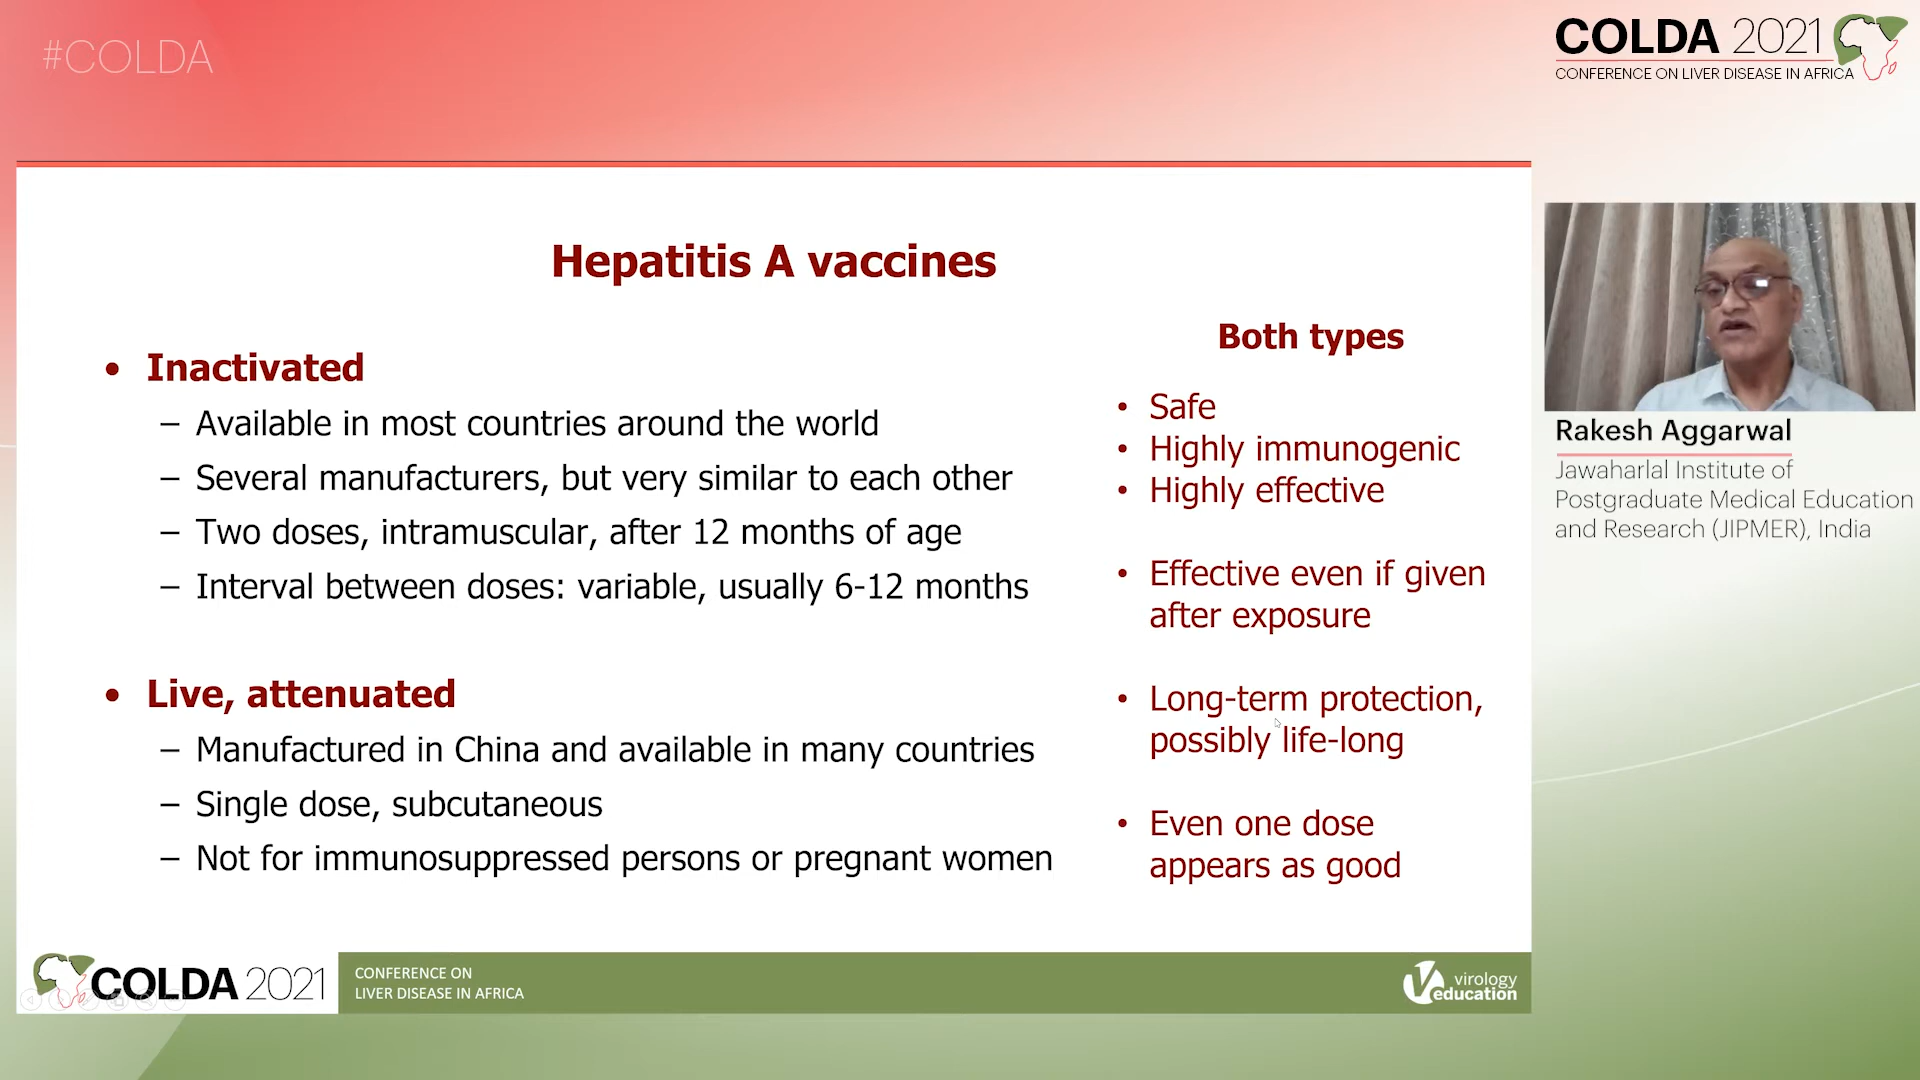 #COLDA
COLDA 2021
CONFERENCE ON LIVER DISEASE IN AFRICA
Hepatitis A vaccines
• Inactivated
– Available in most countries around the world
– Several manufacturers, but very similar to each other
– Two doses, intramuscular, after 12 months of age
– Interval between doses: variable, usually 6-12 months
• Live, attenuated
– Manufactured in China and available in many countries
– Single dose, subcutaneous
– Not for immunosuppressed persons or pregnant women
Both types
• Safe
• Highly immunogenic
• Highly effective
• Effective even if given
after exposure
• Long-term protection,
possibly life-long
• Even one dose
appears as good
Rakesh Aggarwal
Jawaharlal Institute of
Postgraduate Medical Education
and Research (JIPMER), India
COLDA 2021
CONFERENCE ON
LIVER DISEASE IN AFRICA
virology
education